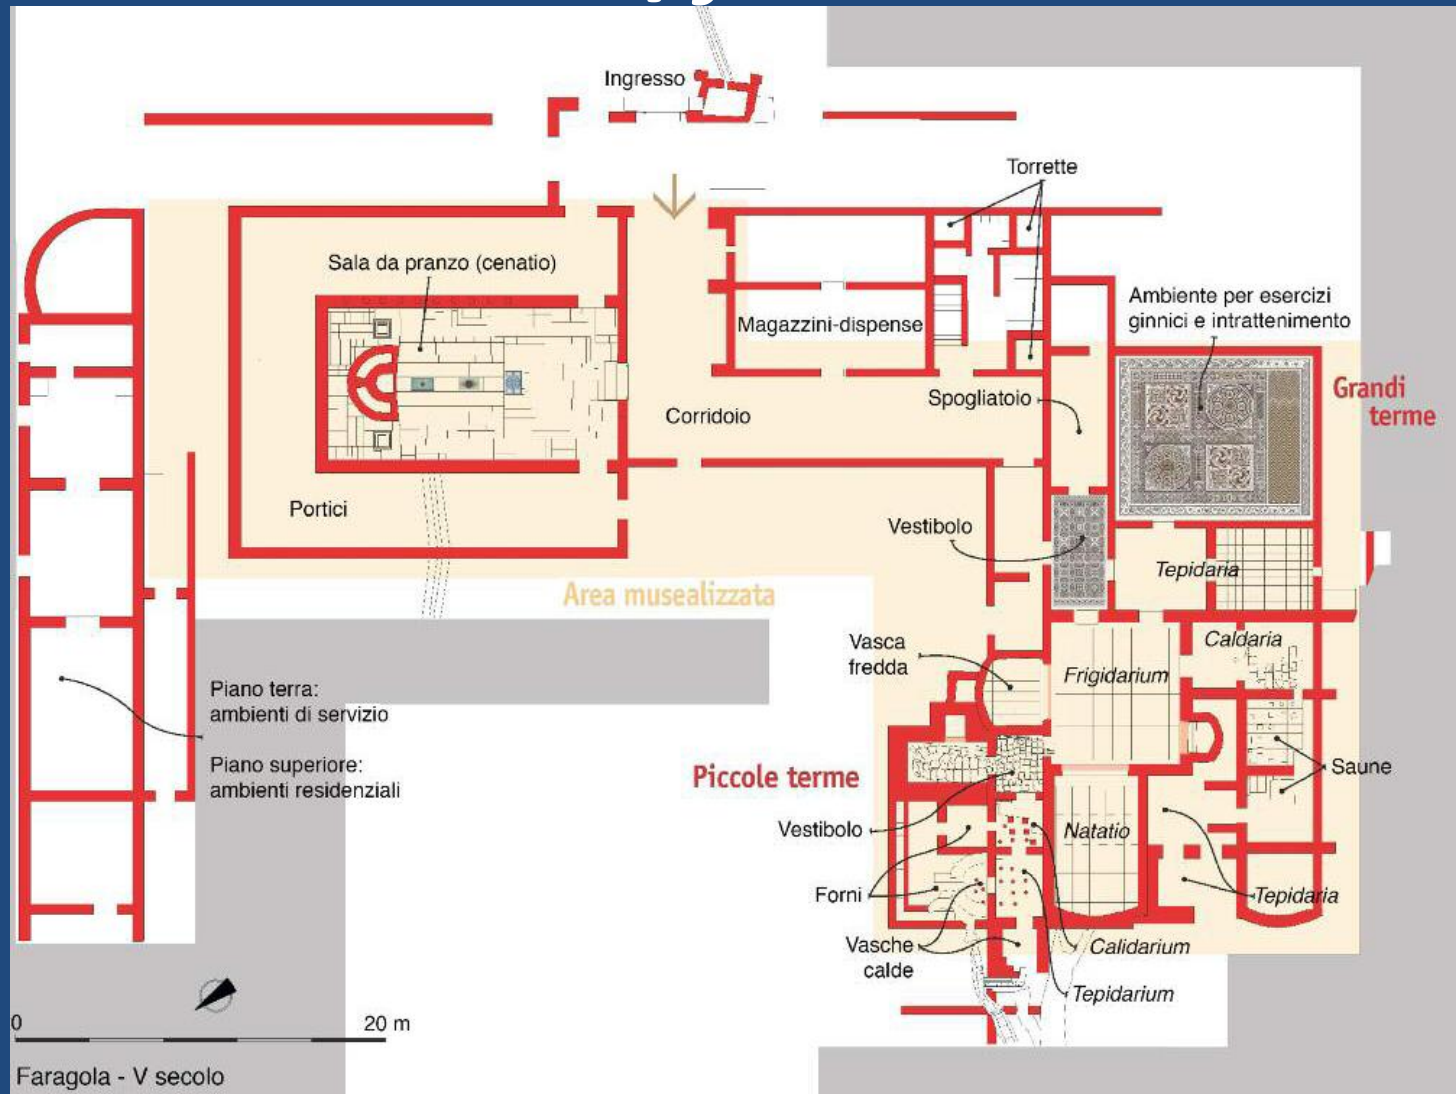 Ingresso
Torrette
Sala da pranzo (cenatio)
Ambiente per esercizi
ginnici e intrattenimento
Magazzini-dispense
Grandi
terme
Spogliatoio
Corridoio
Portici
Vestibolo
Tepidaria
Area musealizzata
Vasca
fredda
Caldaria
Frigidarium
Piano terra:
ambienti di servizio
Piano superiore:
ambienti residenziali
Piccole terme
Saune
Vestibolo
Natatio
Forni
Tepidaria
Vasche
calde
Calidarium
Tepidarium
0
20 m
Faragola - V secolo